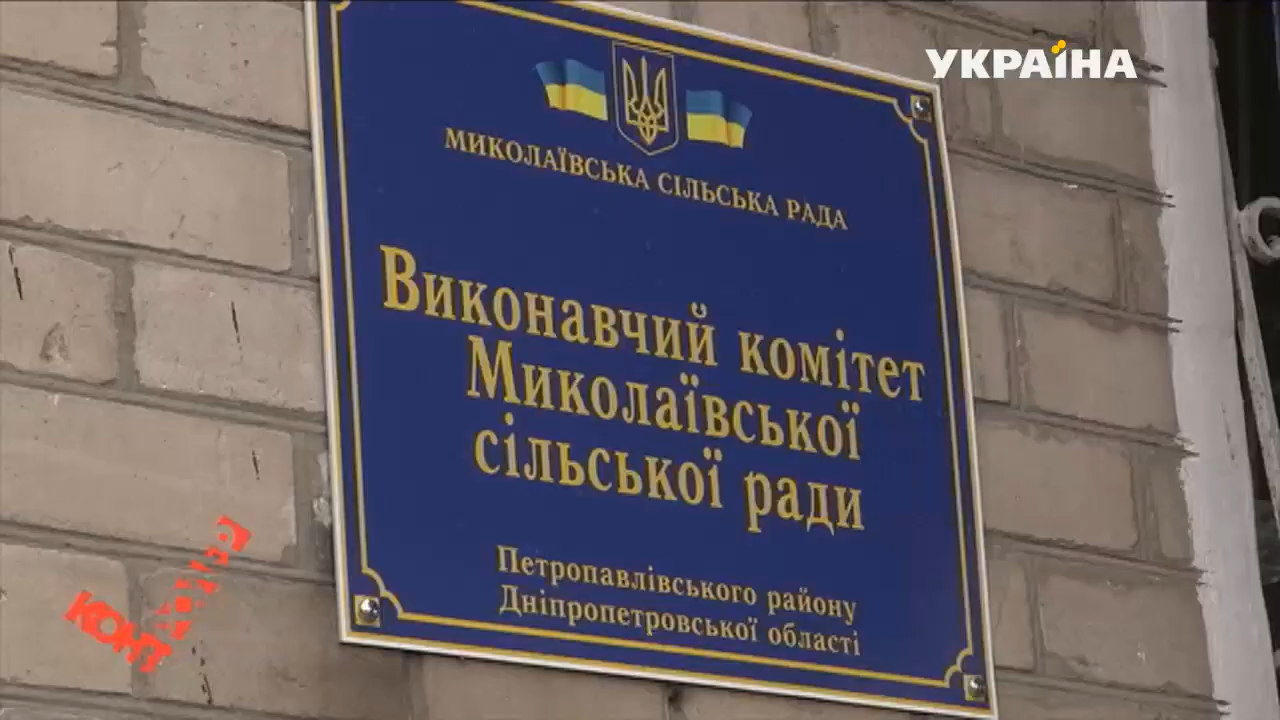 УКРАЇНА
МИКОЛАЇВСЬКА СІЛЬСЬКА РАДА
Виконавчий комітет
Миколаївської
сільської ради
Петропавлівського району
Дніпропетровської області